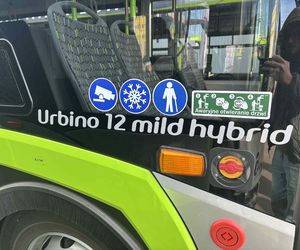 Awaryjne otwieranie drzwi
Urbino 12 mild hybrid